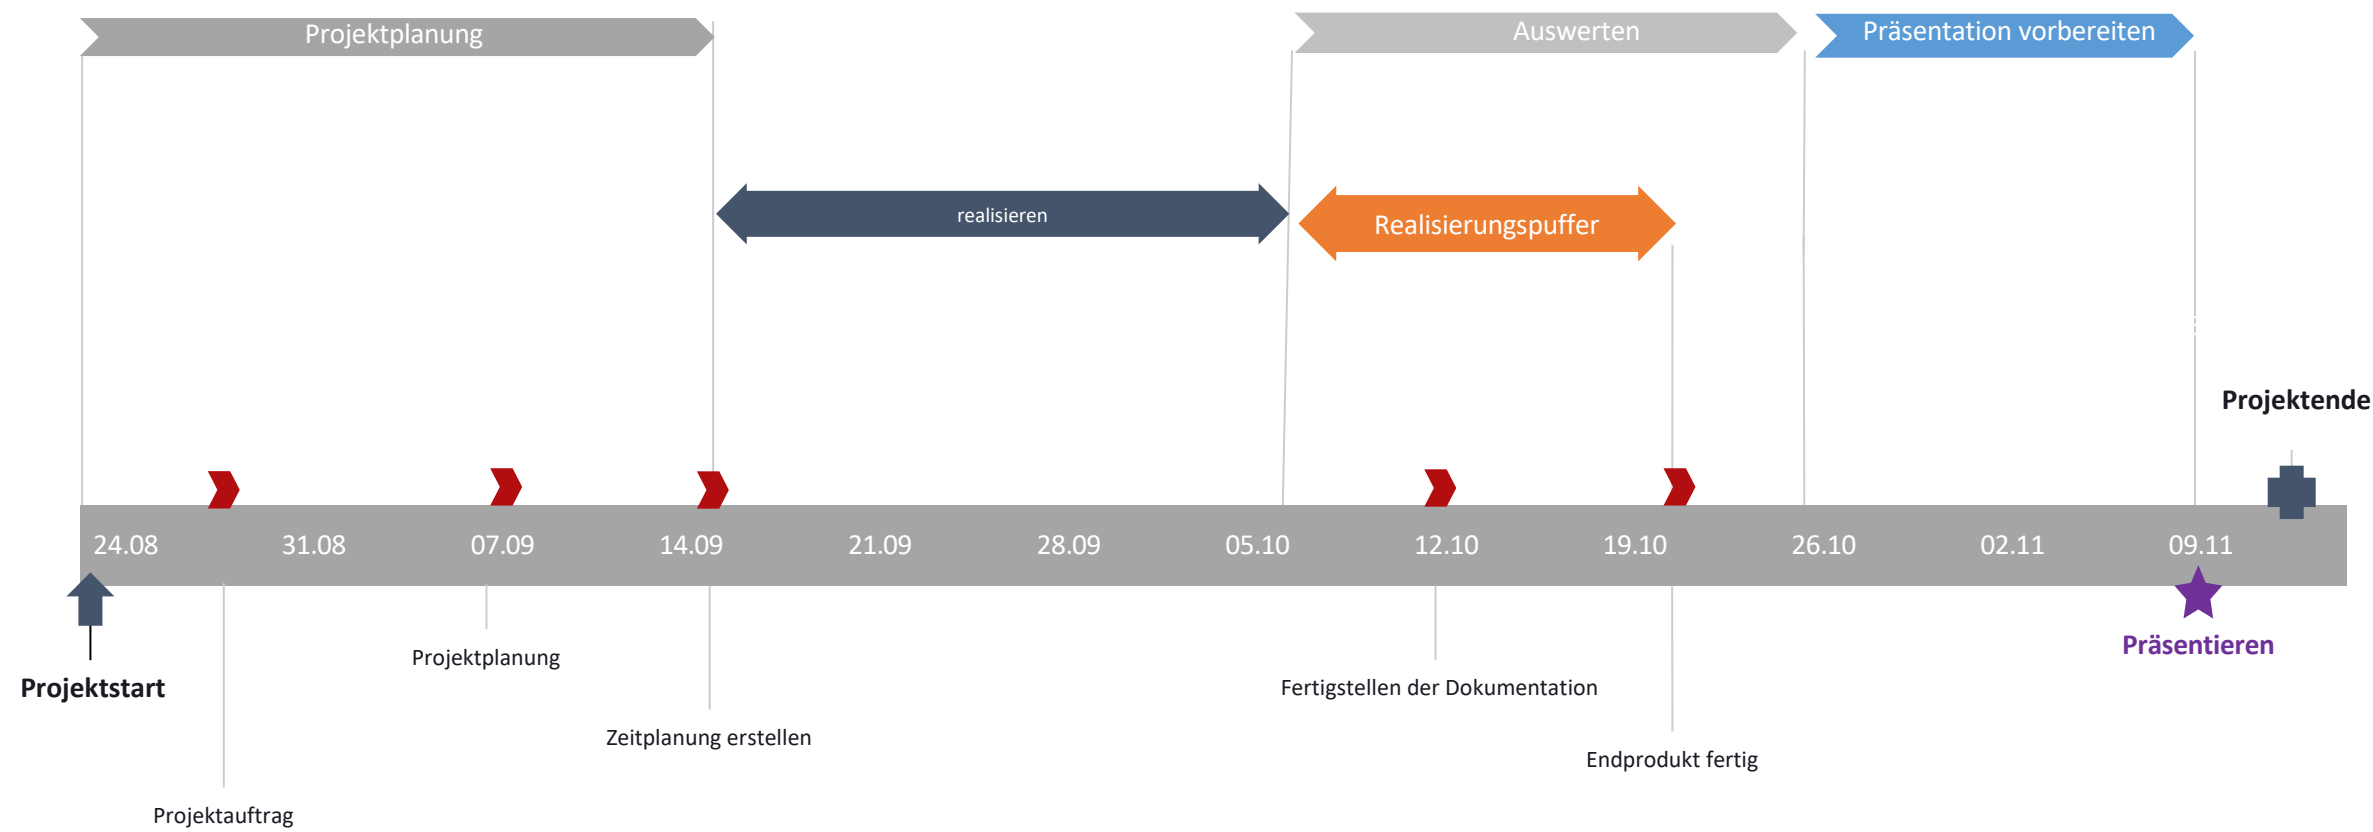 Projektplanung
Auswerten
Präsentation vorbereiten
realisieren
Realisierungspuffer
Projektende
24.08
31.08
07.09
14.09
21.09
28.09
05.10
12.10
19.10
26.10
02.11
09.11
Präsentieren
Projektplanung
Projektstart
Fertigstellen der Dokumentation
Zeitplanung erstellen
Endprodukt fertig
Projektauftrag